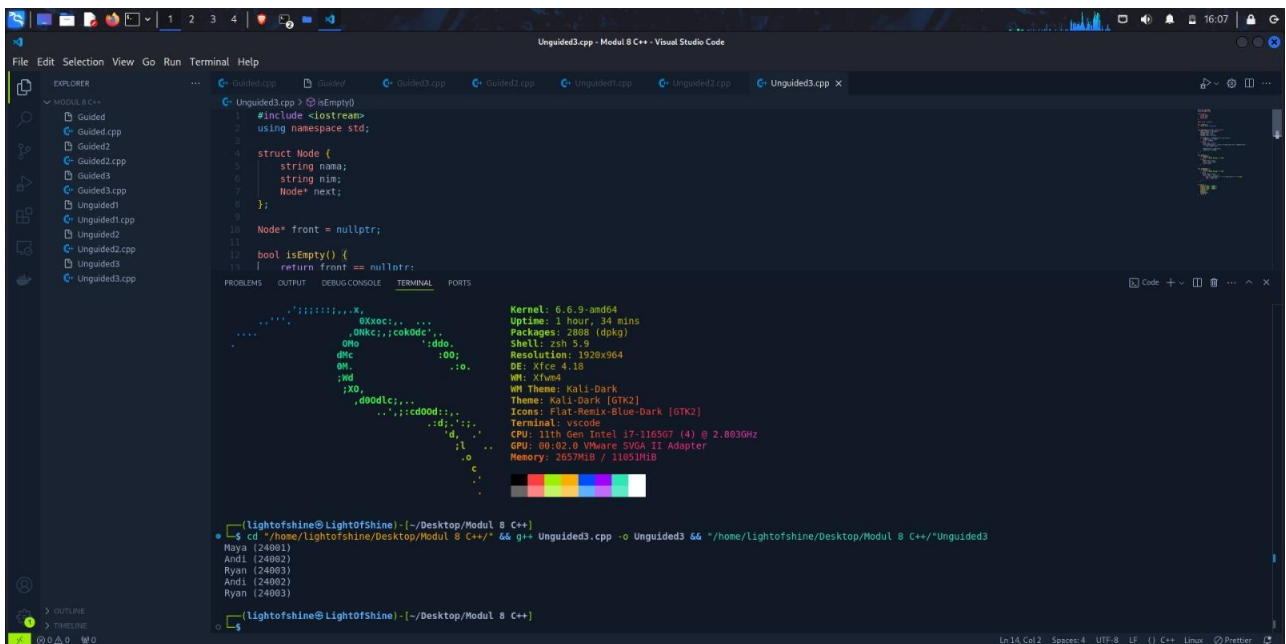 1 2 3 4 16:07
Unguided3.cpp - Modul 8 C++ - Visual Studio Code
File Edit Selection View Go Run Terminal Help
EXPLORER ... Guided.cpp Guided Guided3.cpp Guided2.cpp Unguided1.cpp Unguided2.cpp Unguided3.cpp
MODUL 8 C++
Guided
Guided.cpp
Guided2
Guided2.cpp
Guided3
Guided3.cpp
Unguided1
Unguided1.cpp
Unguided2
Unguided2.cpp
Unguided3
Unguided3.cpp
OUTLINE
TIMELINE
Unguided3.cpp > isEmpty()
1 #include <iostream>
2 using namespace std;
3
4 struct Node {
5 string nama;
6 string nim;
7 Node* next;
8 };
9
10 Node* front = nullptr;
11
12 bool isEmpty() {
13 return front == nullptr;
PROBLEMS OUTPUT DEBUG CONSOLE TERMINAL PORTS Code
Kernel: 6.6.9-amd64
Uptime: 1 hour, 34 mins
Packages: 2808 (dpkg)
Shell: zsh 5.9
Resolution: 1920x964
DE: Xfce 4.18
WM: Xfwm4
WM Theme: Kali-Dark
Theme: Kali-Dark [GTK2]
Icons: Flat-Remix-Blue-Dark [GTK2]
Terminal: vscode
CPU: 11th Gen Intel i7-1165G7 (4) @ 2.803GHz
GPU: 00:02.0 VMware SVGA II Adapter
Memory: 2657MiB / 11051MiB
┌──(lightofshine㉿LightOfShine)-[~/Desktop/Modul 8 C++]
└─$ cd "/home/lightofshine/Desktop/Modul 8 C++/" && g++ Unguided3.cpp -o Unguided3 && "/home/lightofshine/Desktop/Modul 8 C++/"Unguided3
Maya (24001)
Andi (24002)
Ryan (24003)
Andi (24002)
Ryan (24003)
┌──(lightofshine㉿LightOfShine)-[~/Desktop/Modul 8 C++]
└─$
0 0 0 Ln 14, Col 2 Spaces: 4 UTF-8 LF {} C++ Linux Prettier